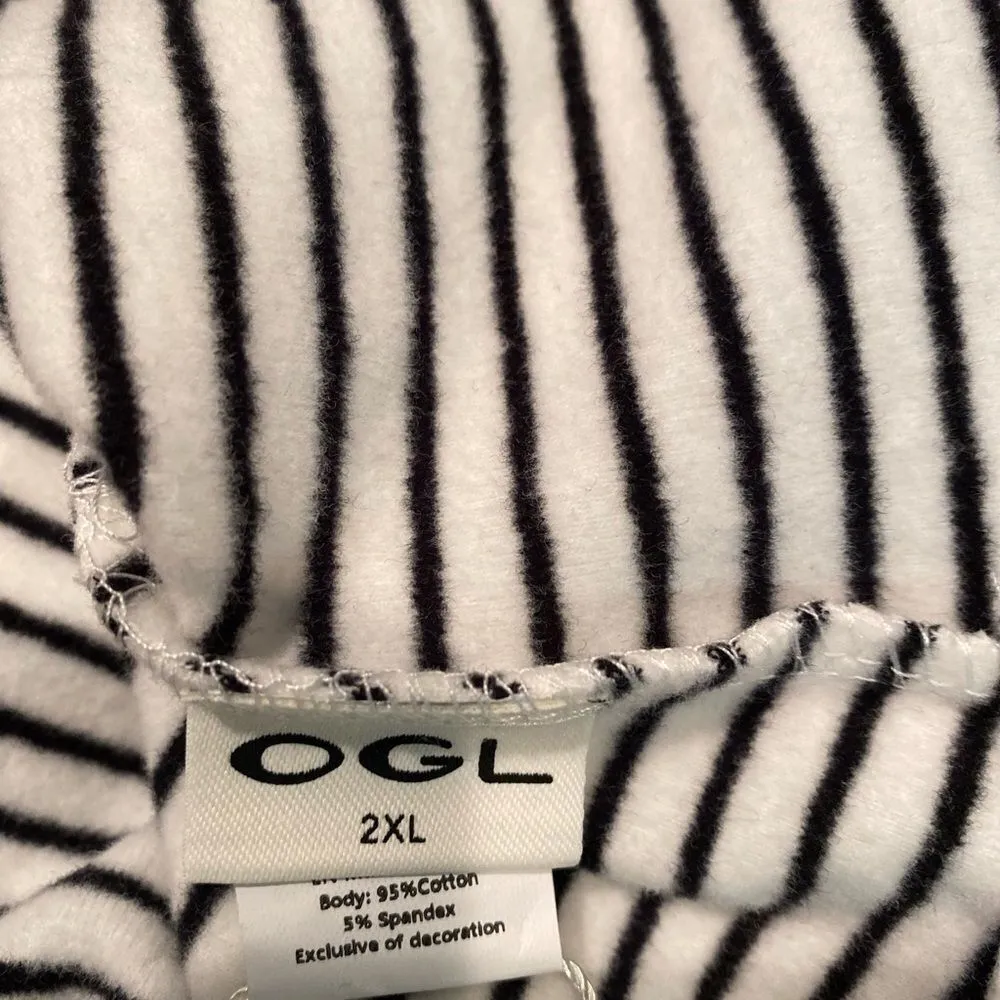 OGL
2XL
Body: 95%Cotton
5% Spandex
Exclusive of decoration